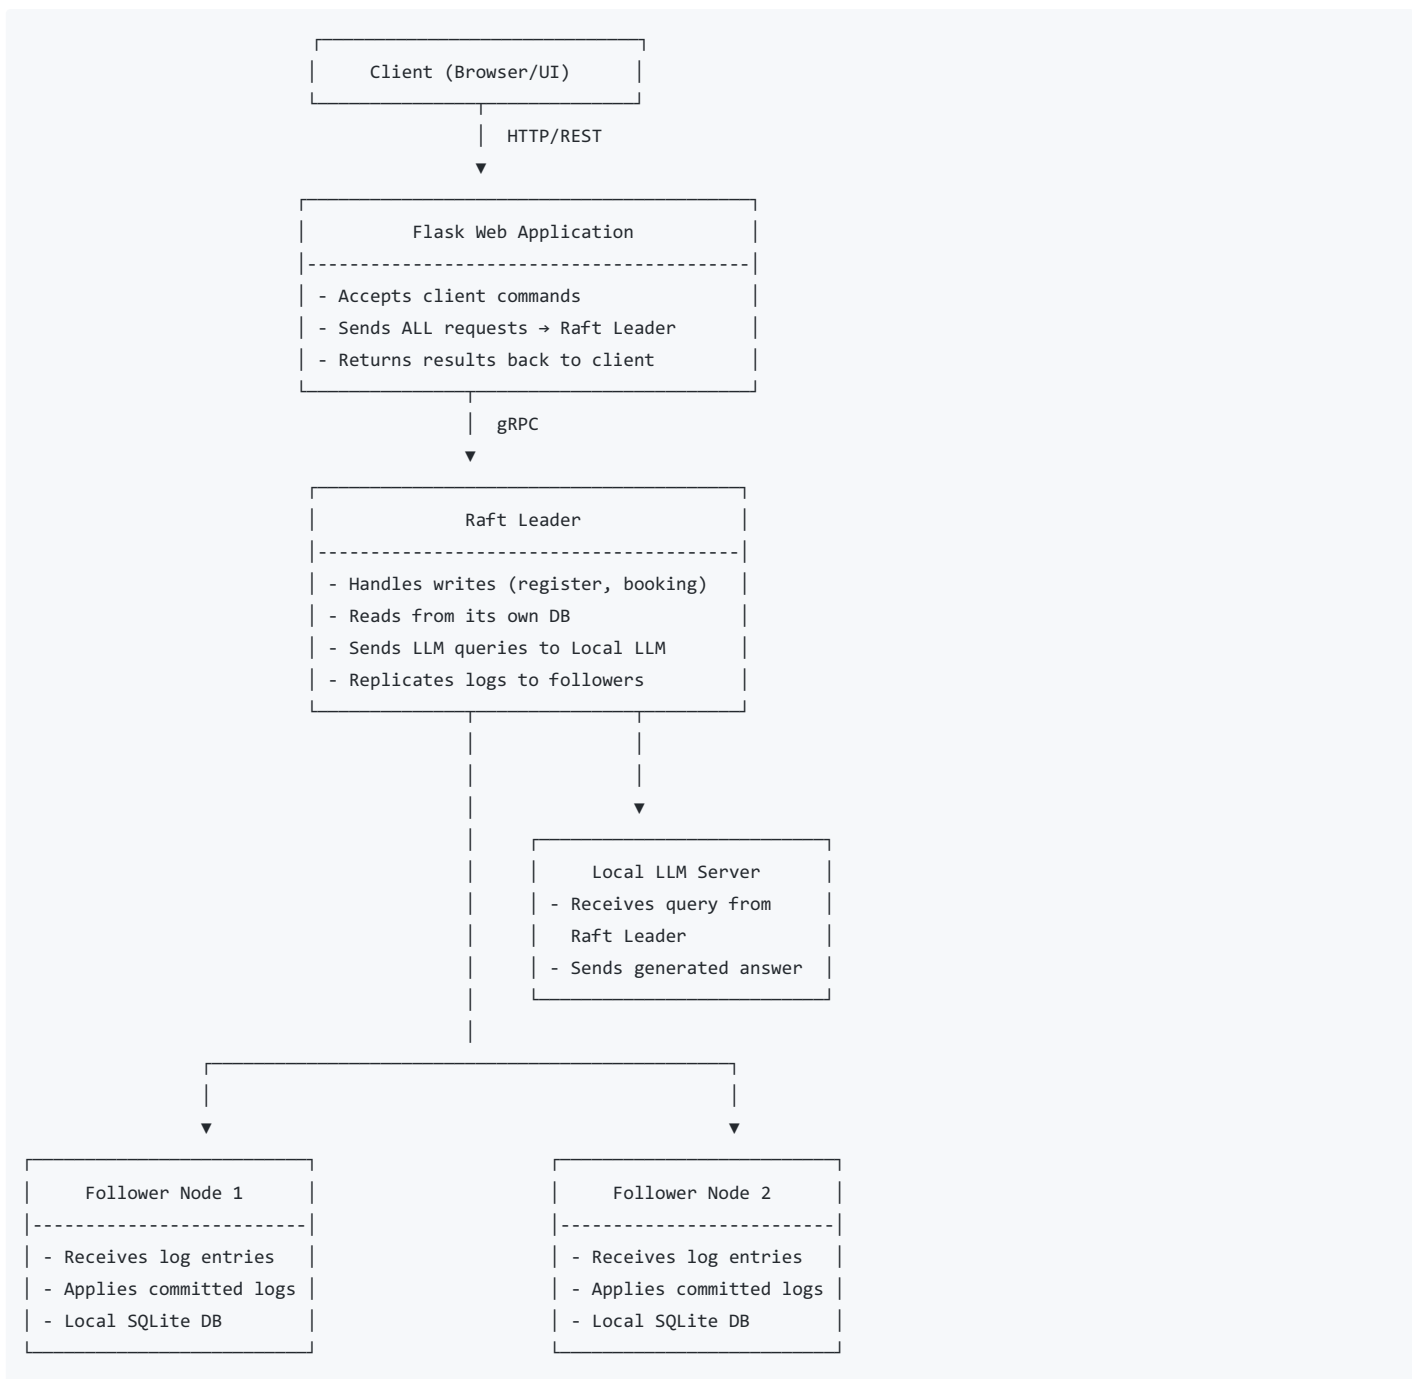 Client (Browser/UI)
HTTP/REST
Flask Web Application
- Accepts client commands
- Sends ALL requests → Raft Leader
- Returns results back to client
gRPC
Raft Leader
- Handles writes (register, booking)
- Reads from its own DB
- Sends LLM queries to Local LLM
- Replicates logs to followers
Local LLM Server
- Receives query from
Raft Leader
- Sends generated answer
Follower Node 1
- Receives log entries
- Applies committed logs
- Local SQLite DB
Follower Node 2
- Receives log entries
- Applies committed logs
- Local SQLite DB